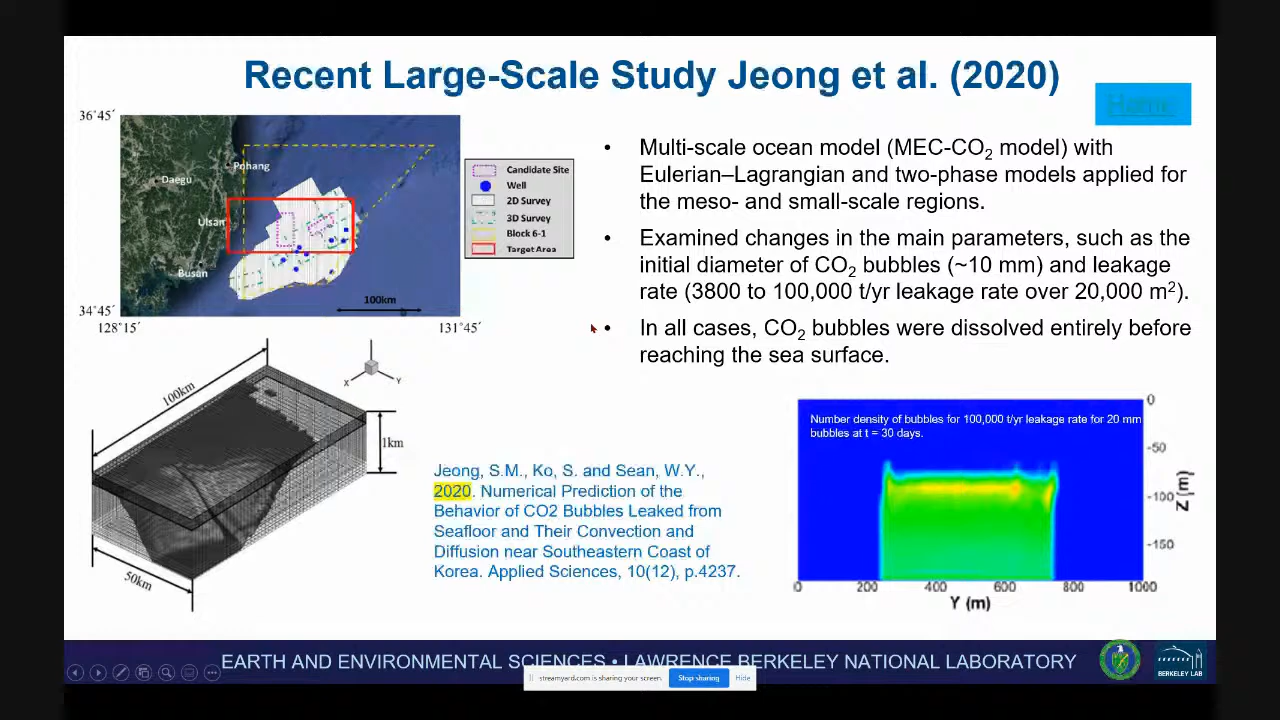 Recent Large-Scale Study Jeong et al. (2020)
Home
36°45´
Pohang
Daegu
Ulsan
Busan
100km
34°45´
128°15´
131°45´
Candidate Site
Well
2D Survey
3D Survey
Block 6-1
Target Area
• Multi-scale ocean model (MEC-CO2 model) with
Eulerian–Lagrangian and two-phase models applied for
the meso- and small-scale regions.
• Examined changes in the main parameters, such as the
initial diameter of CO2 bubbles (~10 mm) and leakage
rate (3800 to 100,000 t/yr leakage rate over 20,000 m2).
• In all cases, CO2 bubbles were dissolved entirely before
reaching the sea surface.
100km
X
Y
1km
50km
Jeong, S.M., Ko, S. and Sean, W.Y.,
2020. Numerical Prediction of the
Behavior of CO2 Bubbles Leaked from
Seafloor and Their Convection and
Diffusion near Southeastern Coast of
Korea. Applied Sciences, 10(12), p.4237.
Number density of bubbles for 100,000 t/yr leakage rate for 20 mm
bubbles at t = 30 days.
0
-50
-100
-150
Z (m)
0 200 400 600 800 1000
Y (m)
EARTH AND ENVIRONMENTAL SCIENCES • LAWRENCE BERKELEY NATIONAL LABORATORY
BERKELEY LAB
streamyard.com is sharing your screen.
Stop sharing
Hide